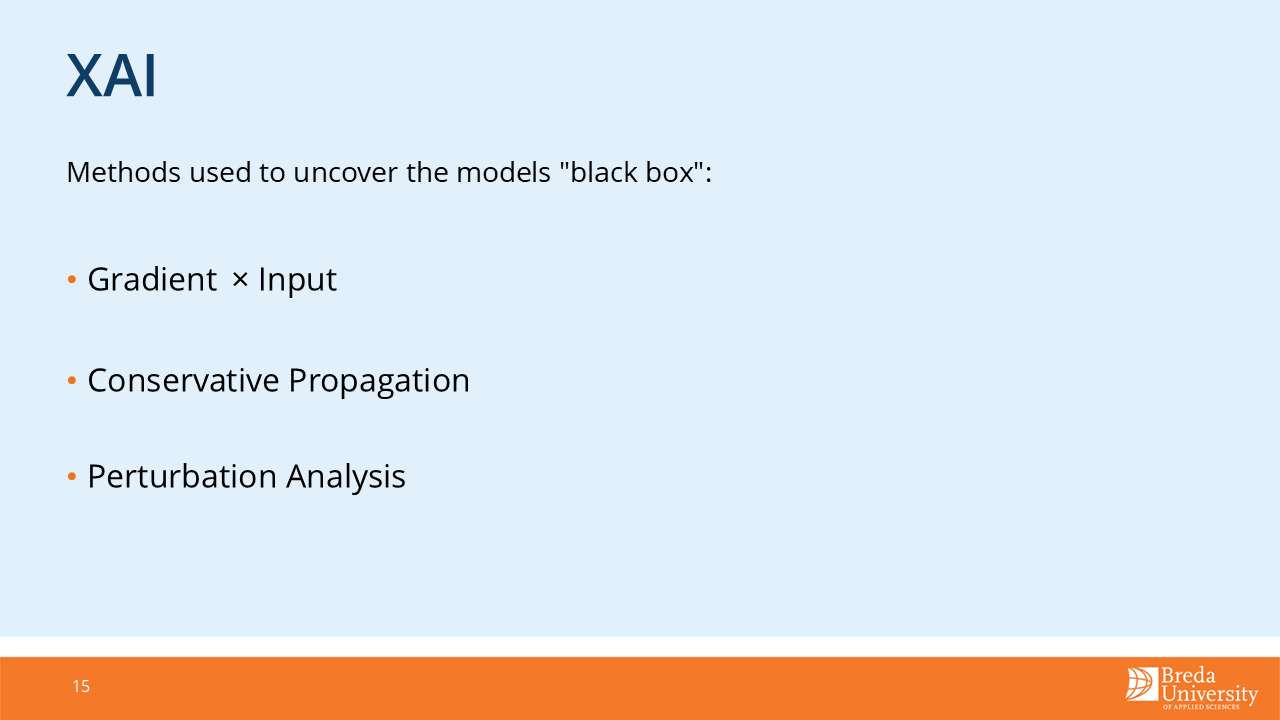 XAI
Methods used to uncover the models "black box":
• Gradient × Input
• Conservative Propagation
• Perturbation Analysis
15
Breda
University
OF APPLIED SCIENCES